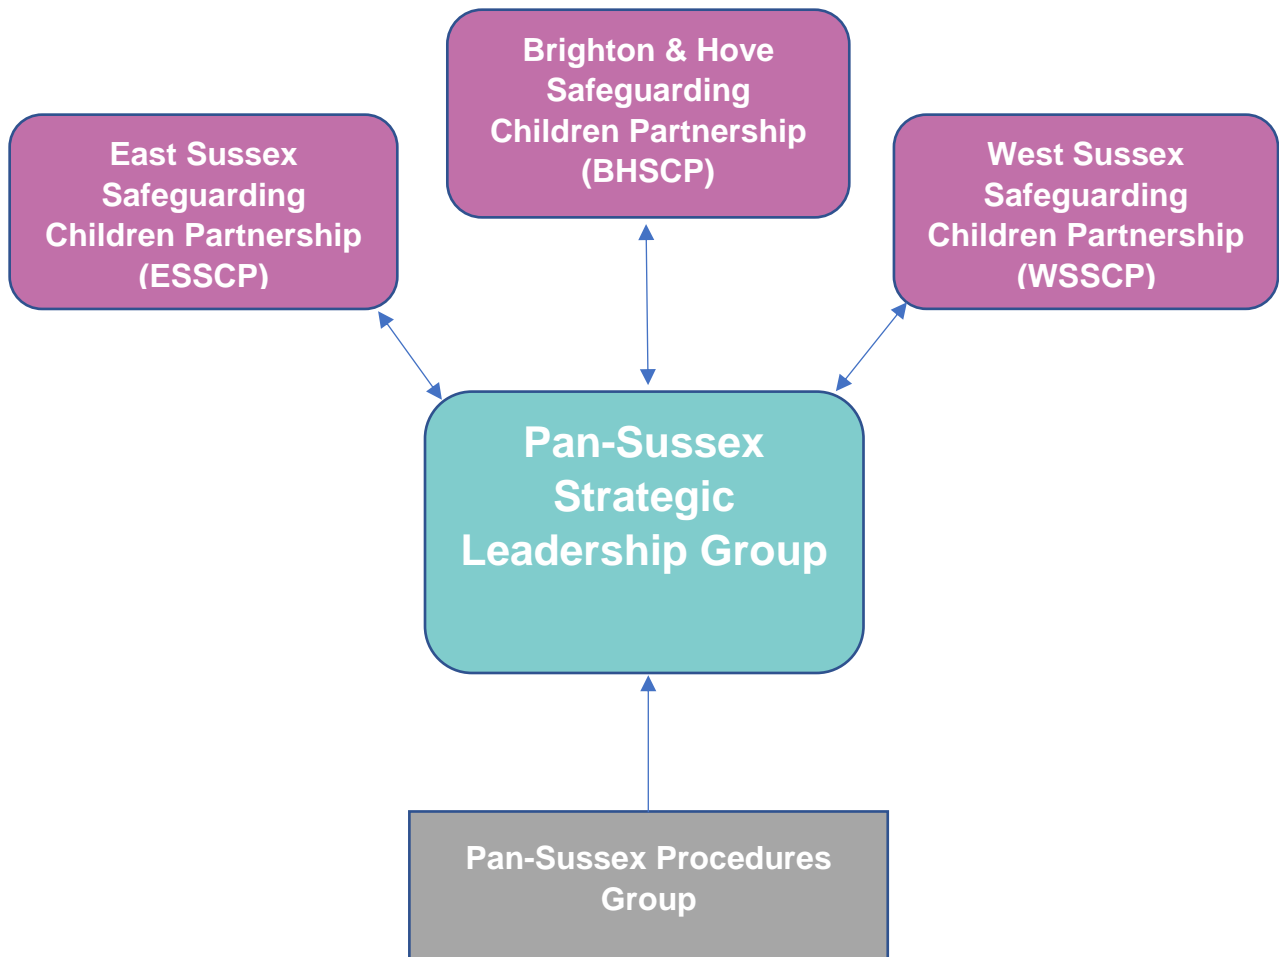 Brighton & Hove
Safeguarding
Children Partnership
(BHSCP)
East Sussex
Safeguarding
Children Partnership
(ESSCP)
West Sussex
Safeguarding
Children Partnership
(WSSCP)
Pan-Sussex
Strategic
Leadership Group
Pan-Sussex Procedures
Group